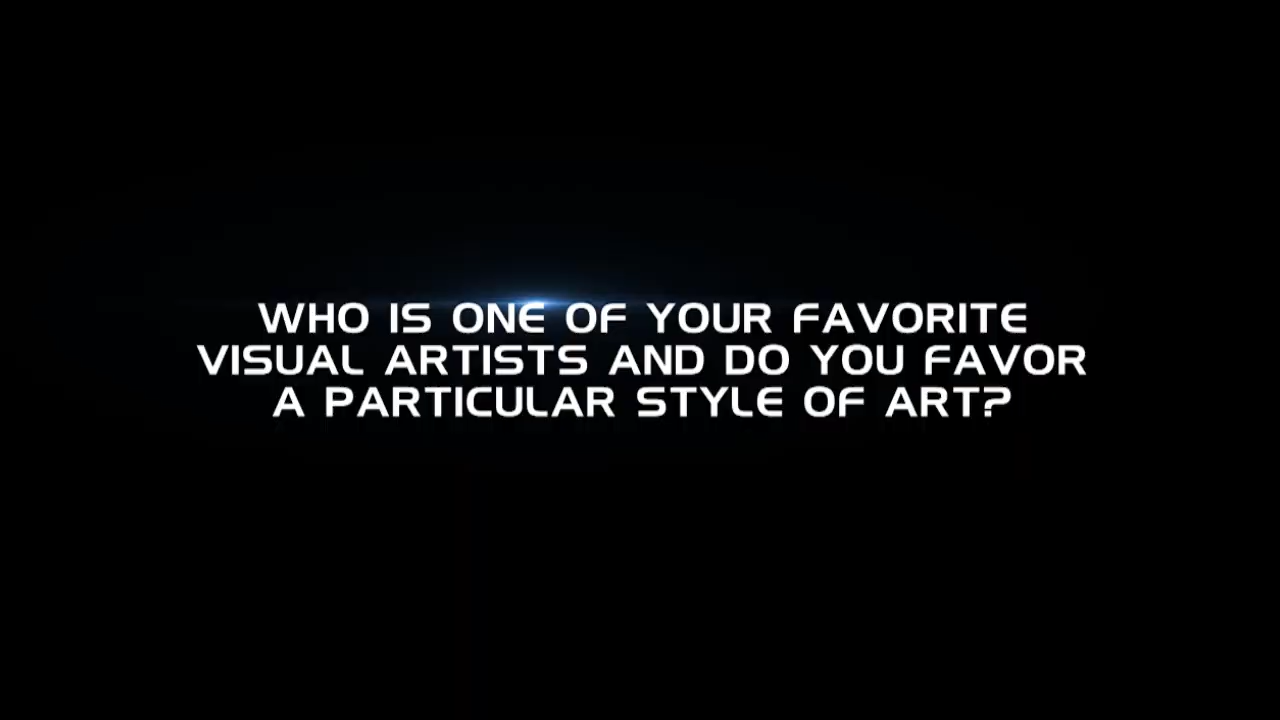 WHO IS ONE OF YOUR FAVORITE
VISUAL ARTISTS AND DO YOU FAVOR
A PARTICULAR STYLE OF ART?